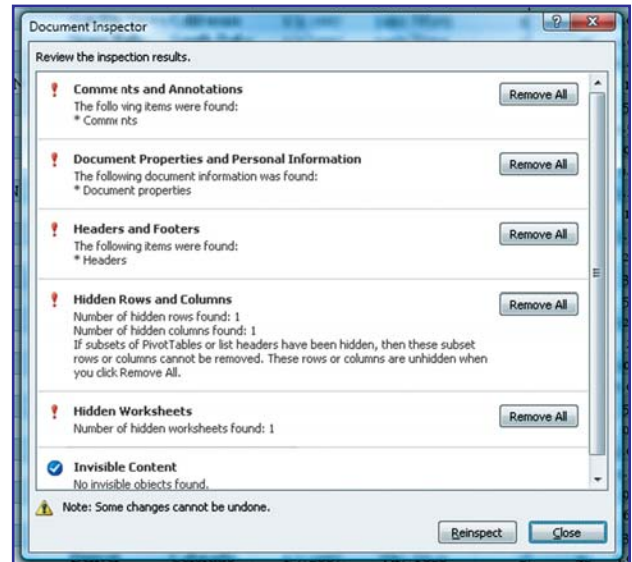 Document Inspector
Review the inspection results.
Comments and Annotations
Remove All
The following items were found:
* Comments
Document Properties and Personal Information
Remove All
The following document information was found:
* Document properties
Headers and Footers
Remove All
The following items were found:
* Headers
Hidden Rows and Columns
Remove All
Number of hidden rows found: 1
Number of hidden columns found: 1
If subsets of PivotTables or list headers have been hidden, then these subset
rows or columns cannot be removed. These rows or columns are unhidden when
you click Remove All.
Hidden Worksheets
Remove All
Number of hidden worksheets found: 1
Invisible Content
No invisible objects found.
Note: Some changes cannot be undone.
Reinspect Close